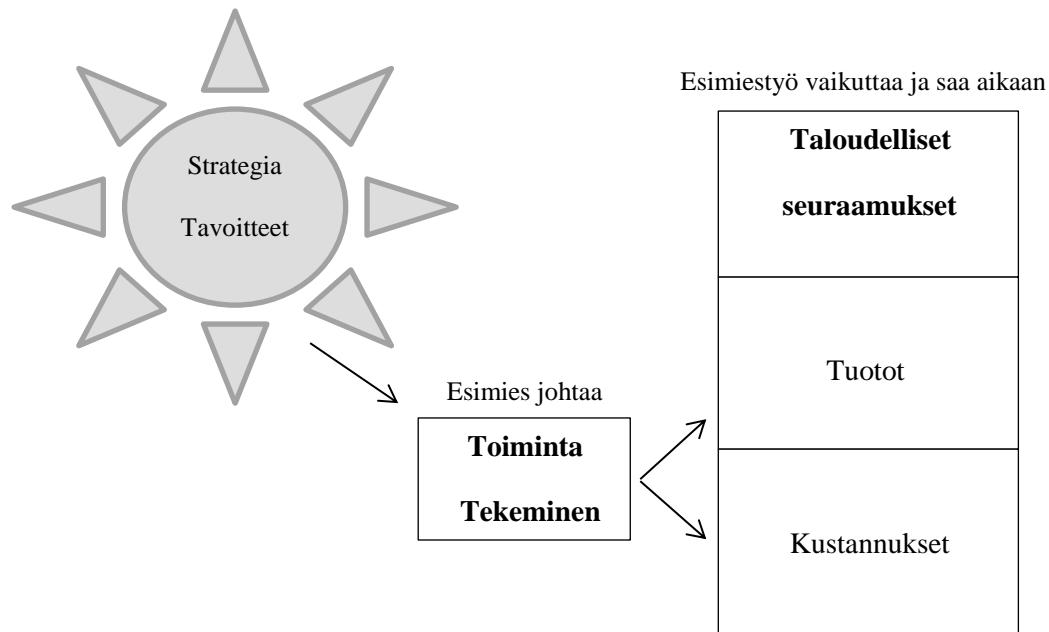 Strategia
Tavoitteet
Esimies johtaa
Toiminta
Tekeminen
Esimiestyö vaikuttaa ja saa aikaan
Taloudelliset
seuraamukset
Tuotot
Kustannukset